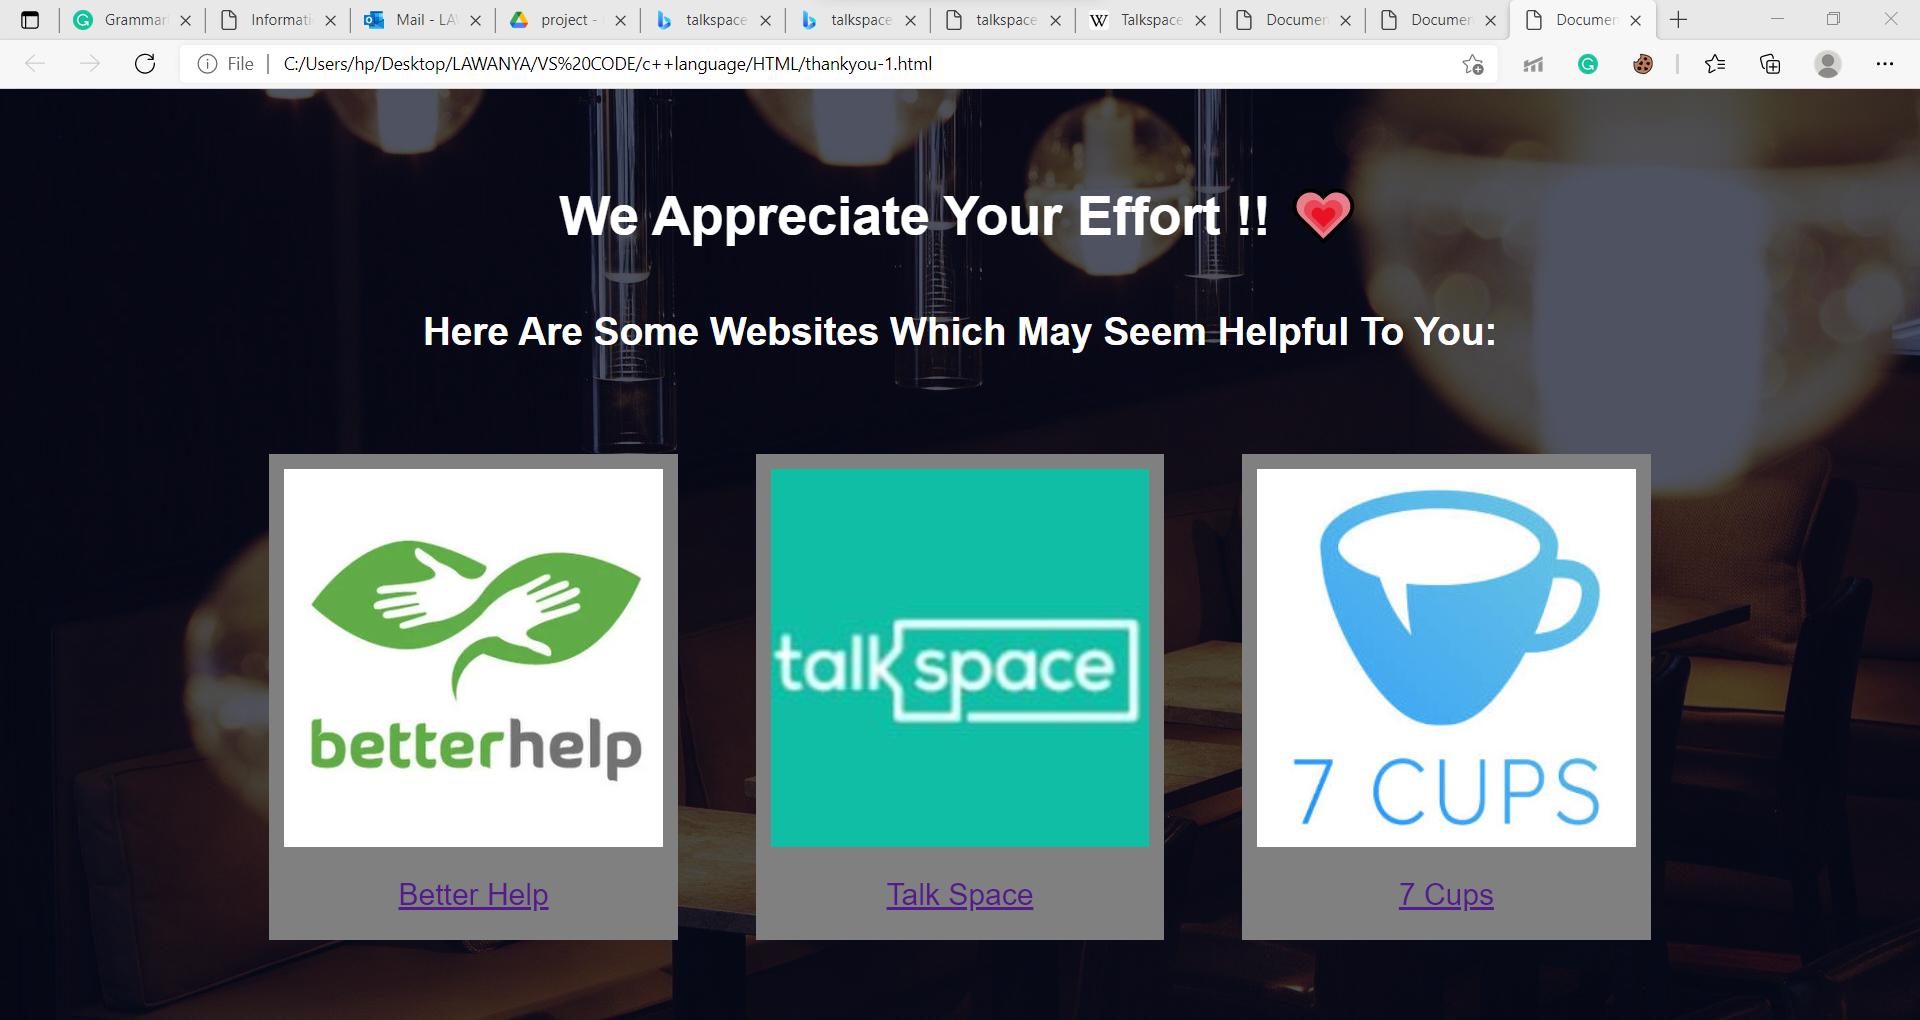 Grammarl
Informati
Mail - LA
project -
talkspace
talkspace
talkspace
Talkspace
Documen
Documen
Documen
File
C:/Users/hp/Desktop/LAWANYA/VS%20CODE/c++language/HTML/thankyou-1.html
We Appreciate Your Effort !!
Here Are Some Websites Which May Seem Helpful To You:
betterhelp
talkspace
7 CUPS
Better Help
Talk Space
7 Cups